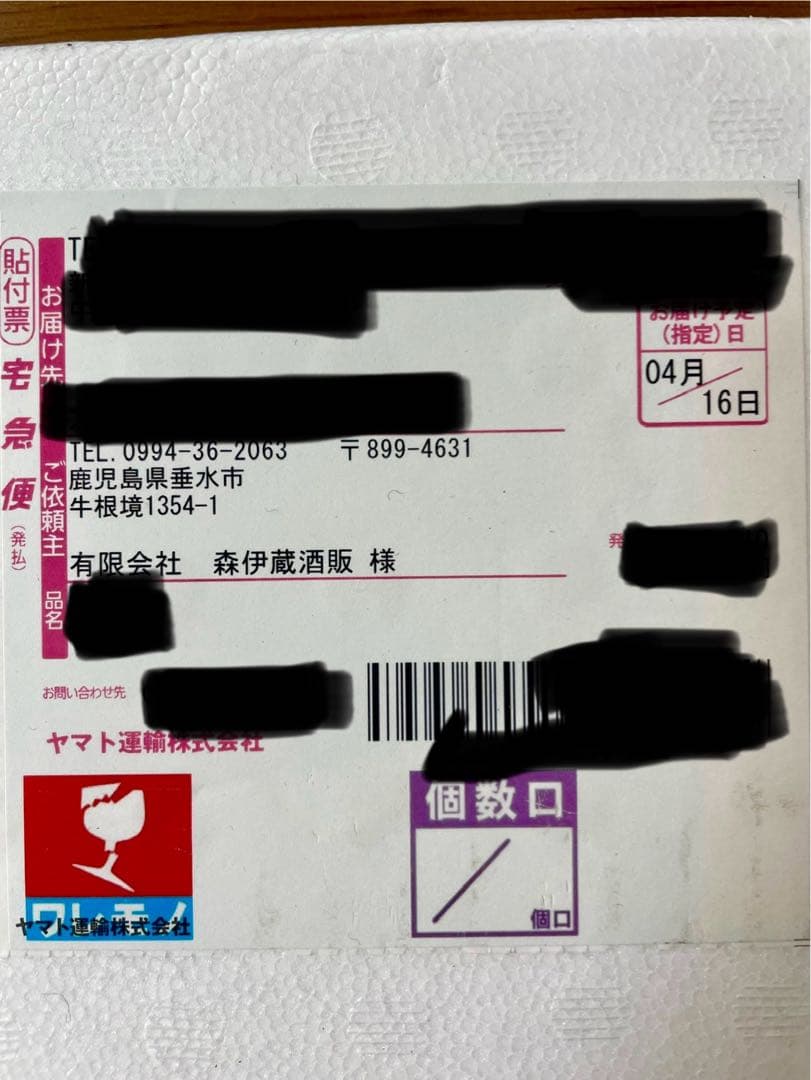 貼付票
宅急便
(発払)
お届け先
お届け予定
(指定)日
04月
16日
ご依頼主
TEL. 0994-36-2063 〒899-4631
鹿児島県垂水市
牛根境1354-1
有限会社 森伊蔵酒販 様
発
品名
お問い合わせ先
ヤマト運輸株式会社
ワレモノ
ヤマト運輸株式会社
個数口
個口